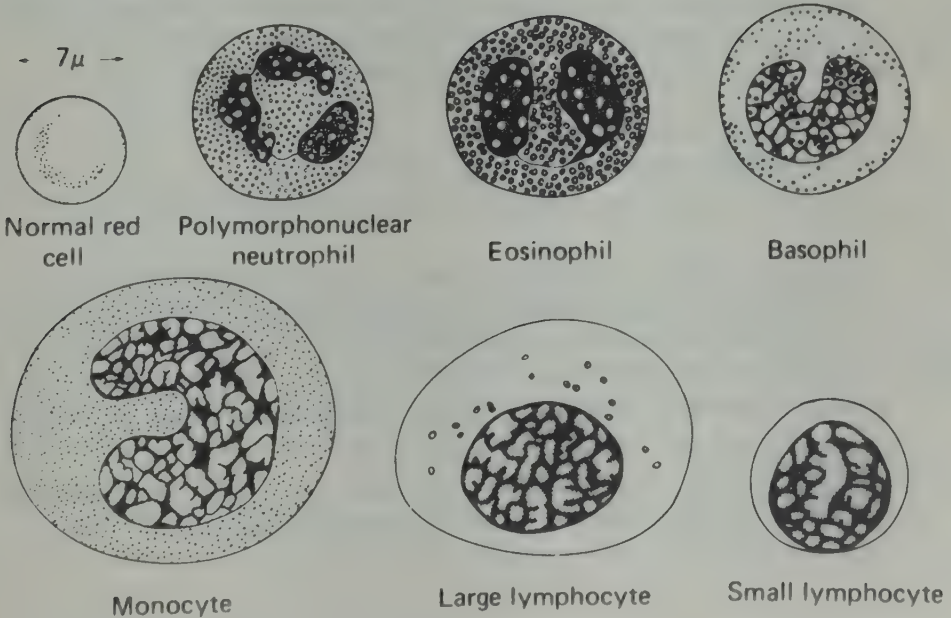 7μ
Normal red
cell
Polymorphonuclear
neutrophil
Eosinophil
Basophil
Monocyte
Large lymphocyte
Small lymphocyte